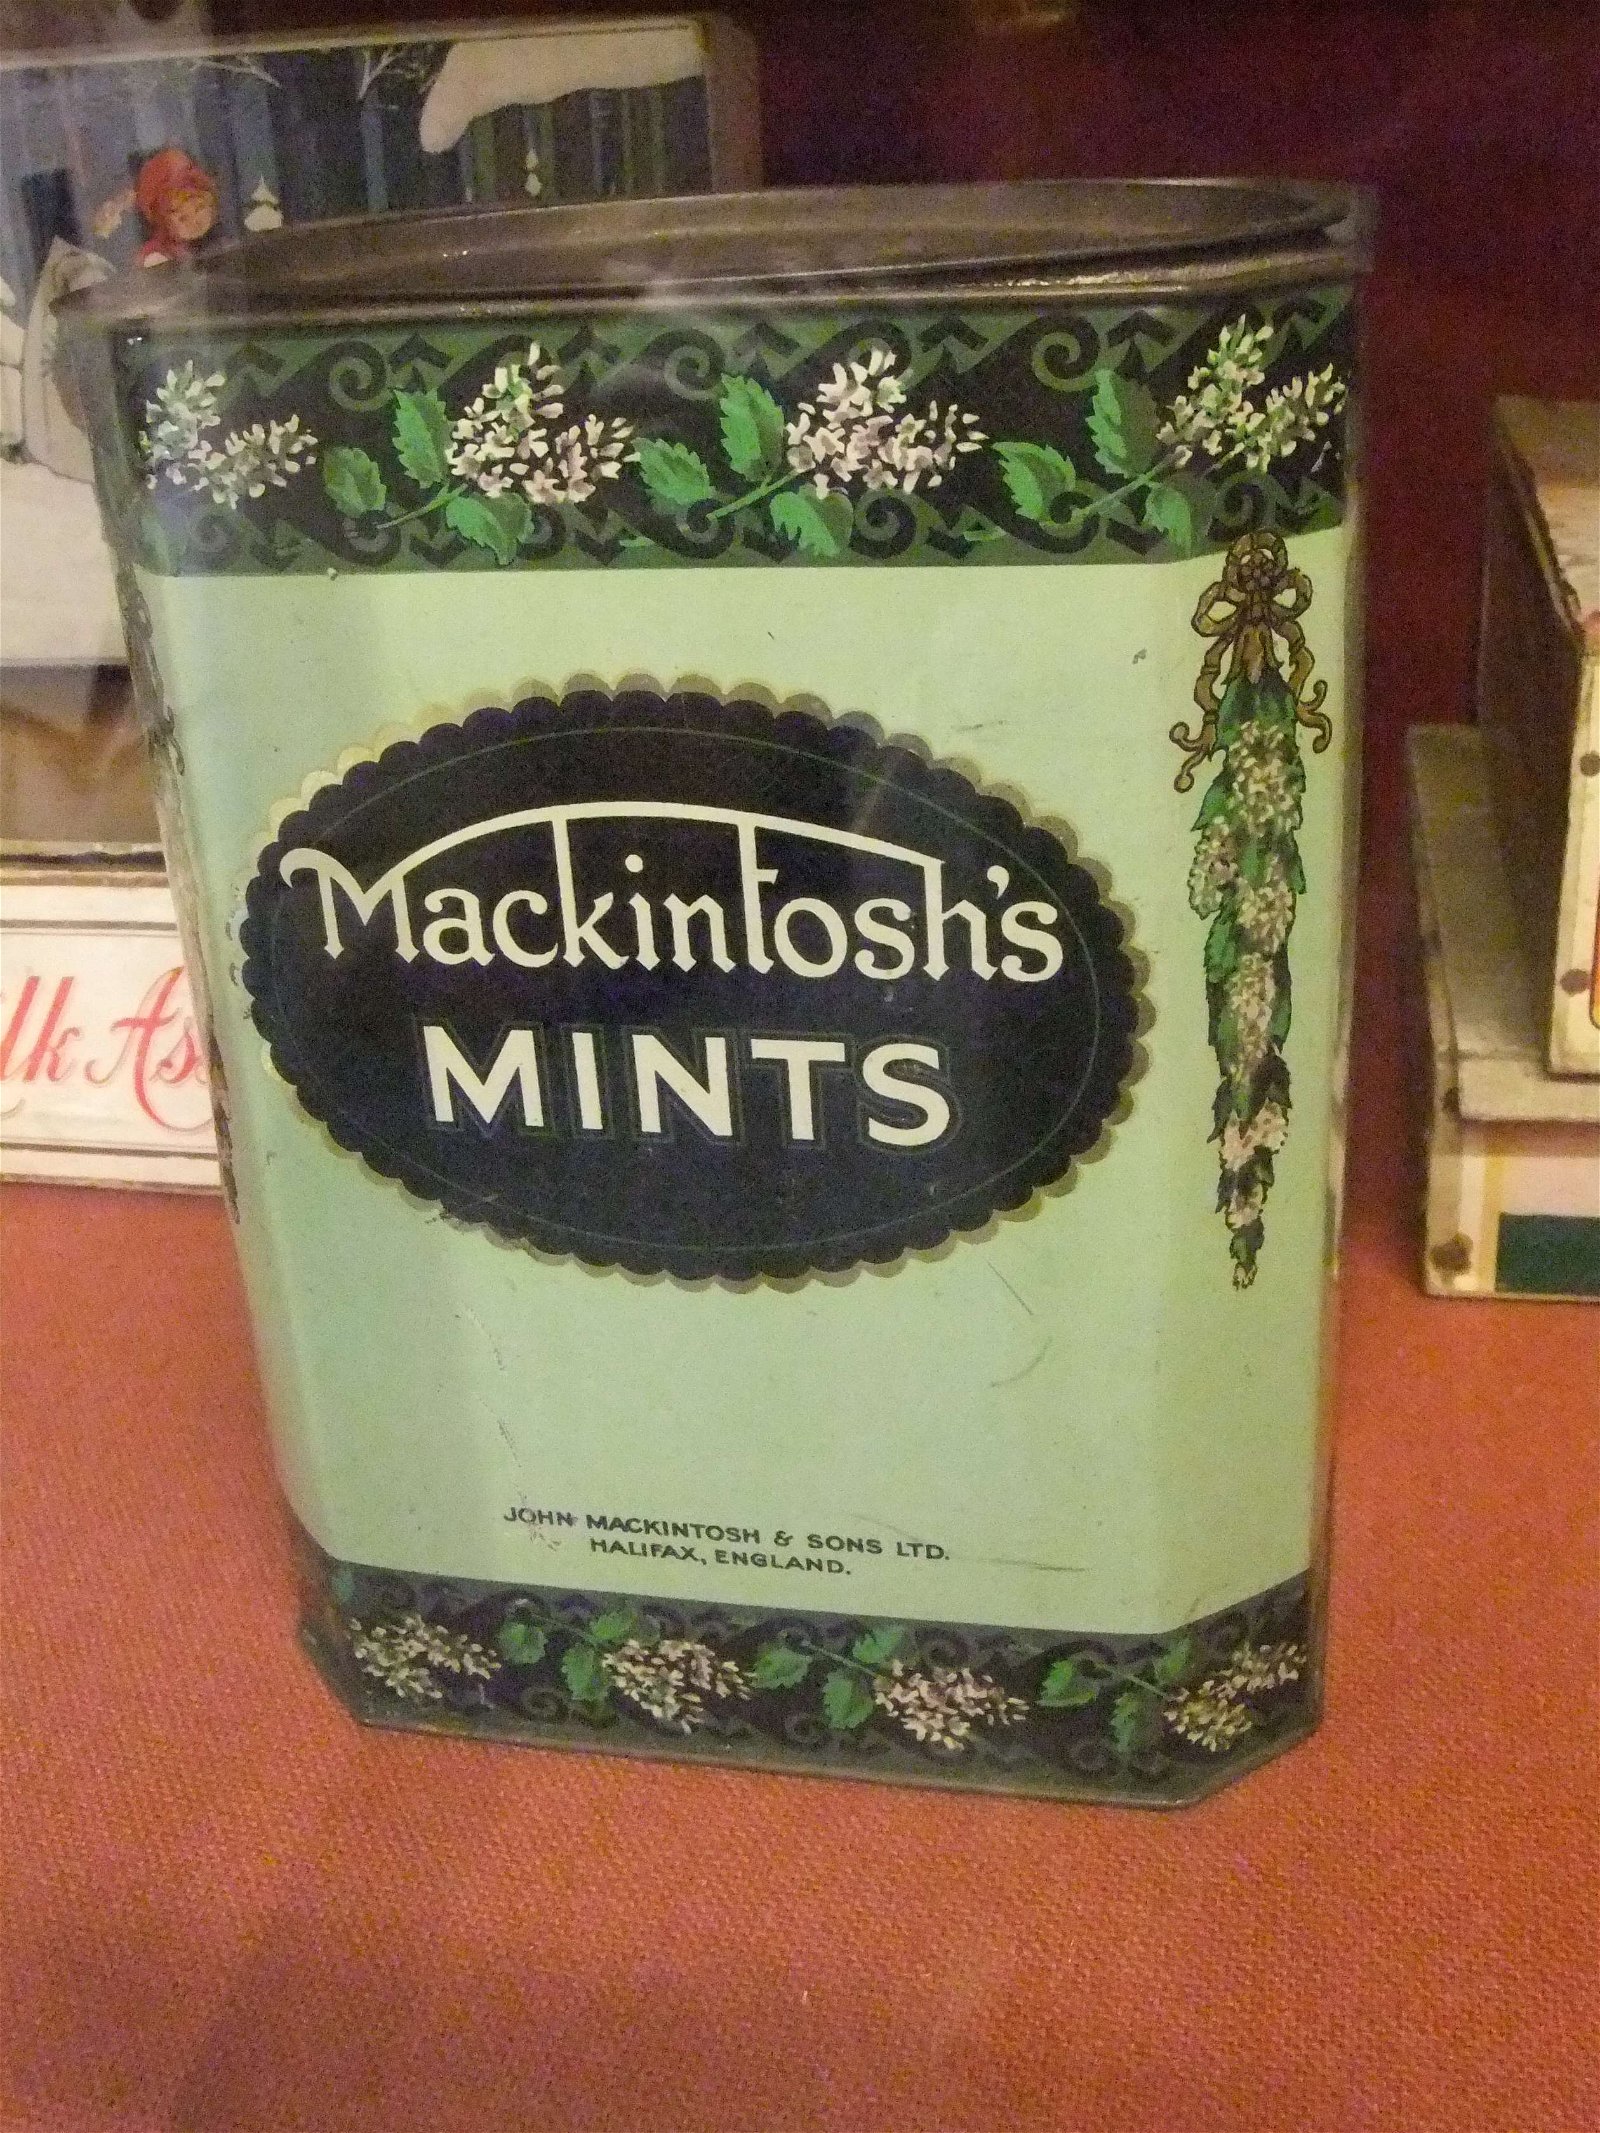 Mackintosh's
MINTS
JOHN MACKINTOSH & SONS LTD.
HALIFAX, ENGLAND.